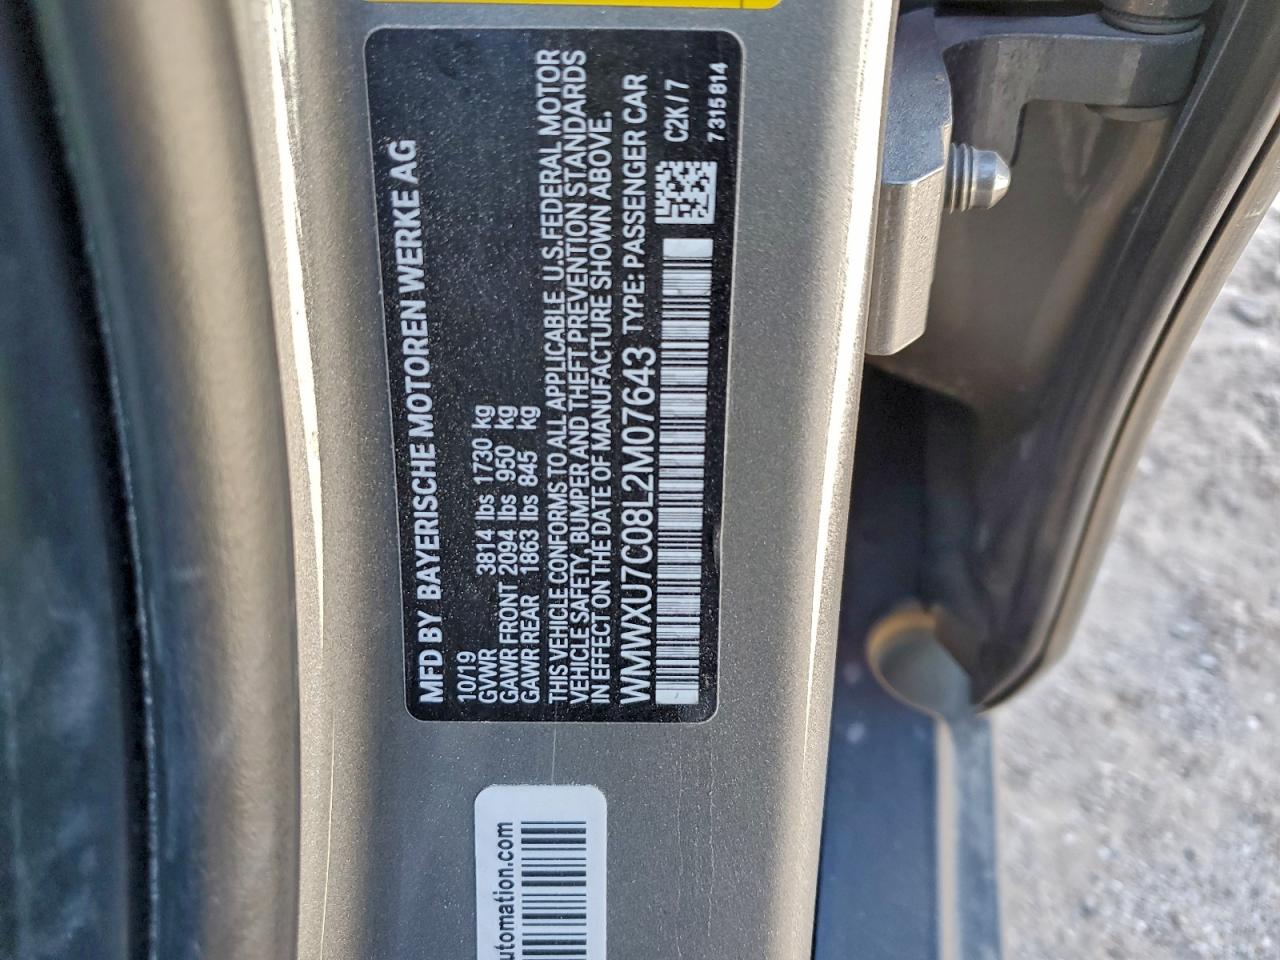 MFD BY BAYERISCHE MOTOREN WERKE AG
10/19
GVWR 3814 lbs 1730 kg
GAWR FRONT 2094 lbs 950 kg
GAWR REAR 1863 lbs 845 kg
THIS VEHICLE CONFORMS TO ALL APPLICABLE U.S.FEDERAL MOTOR
VEHICLE SAFETY, BUMPER AND THEFT PREVENTION STANDARDS
IN EFFECT ON THE DATE OF MANUFACTURE SHOWN ABOVE.
WMWXU7C08L2M07643 TYPE: PASSENGER CAR
C2K/7
7315814
utomation.com